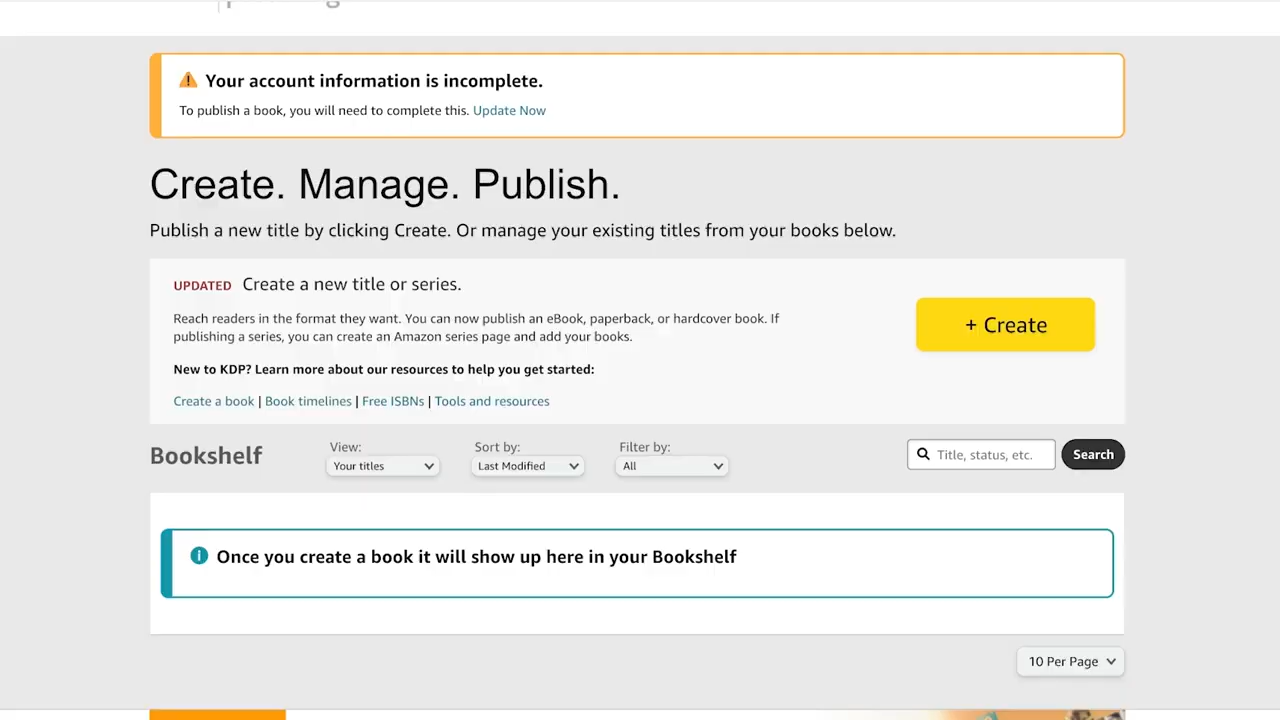 Your account information is incomplete.
To publish a book, you will need to complete this. Update Now
Create. Manage. Publish.
Publish a new title by clicking Create. Or manage your existing titles from your books below.
UPDATED Create a new title or series.
Reach readers in the format they want. You can now publish an eBook, paperback, or hardcover book. If
publishing a series, you can create an Amazon series page and add your books.
+ Create
New to KDP? Learn more about our resources to help you get started:
Create a book | Book timelines | Free ISBNs | Tools and resources
Bookshelf
View:
Your titles
Sort by:
Last Modified
Filter by:
All
Title, status, etc.
Search
Once you create a book it will show up here in your Bookshelf
10 Per Page